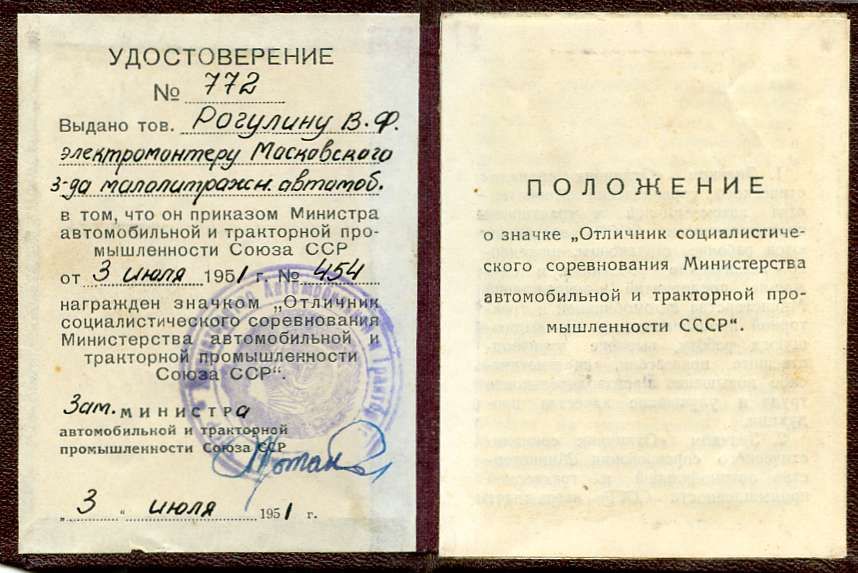 УДОСТОВЕРЕНИЕ
№ 772
Выдано тов. Рогулину В. Ф.
электромонтеру Московского
з-да малолитражн. автомоб.
в том, что он приказом Министра
автомобильной и тракторной про-
мышленности Союза ССР
от 3 июля 1951 г. № 454
награжден значком „Отличник
социалистического соревнования
Министерства автомобильной и
тракторной промышленности
Союза ССР“.
Зам. МИНИСТРа
автомобильной и тракторной
промышленности Союза ССР
„3“ июля 1951 г.
ПОЛОЖЕНИЕ
о значке „Отличник социалистиче-
ского соревнования Министерства
автомобильной и тракторной про-
мышленности СССР“.